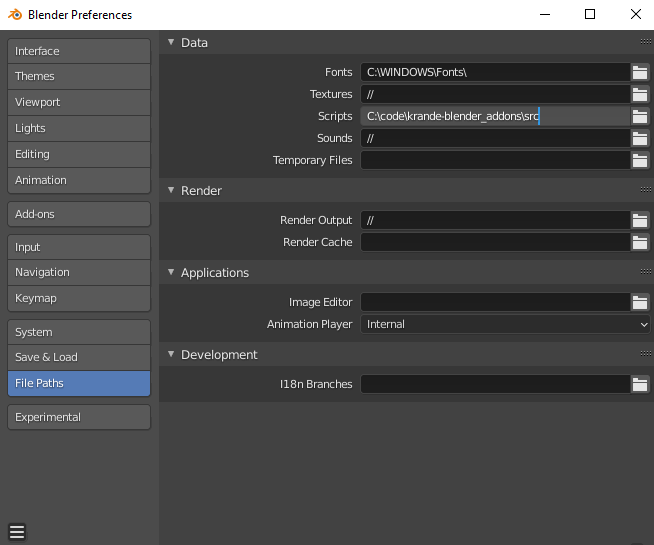 Blender Preferences
Interface
Themes
Viewport
Lights
Editing
Animation
Add-ons
Input
Navigation
Keymap
System
Save & Load
File Paths
Experimental
Data
Fonts C:\WINDOWS\Fonts\
Textures //
Scripts C:\code\krande-blender_addons\src
Sounds //
Temporary Files
Render
Render Output //
Render Cache
Applications
Image Editor
Animation Player Internal
Development
I18n Branches